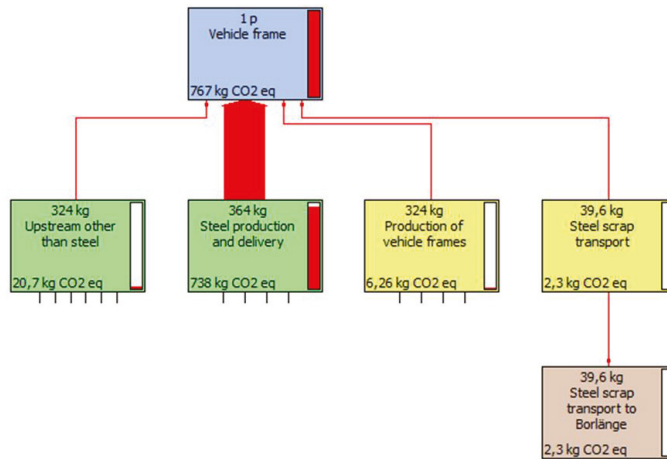 1 p
Vehicle frame
767 kg CO2 eq
324 kg
Upstream other
than steel
20,7 kg CO2 eq
364 kg
Steel production
and delivery
738 kg CO2 eq
324 kg
Production of
vehicle frames
6,26 kg CO2 eq
39,6 kg
Steel scrap
transport
2,3 kg CO2 eq
39,6 kg
Steel scrap
transport to
Borlänge
2,3 kg CO2 eq